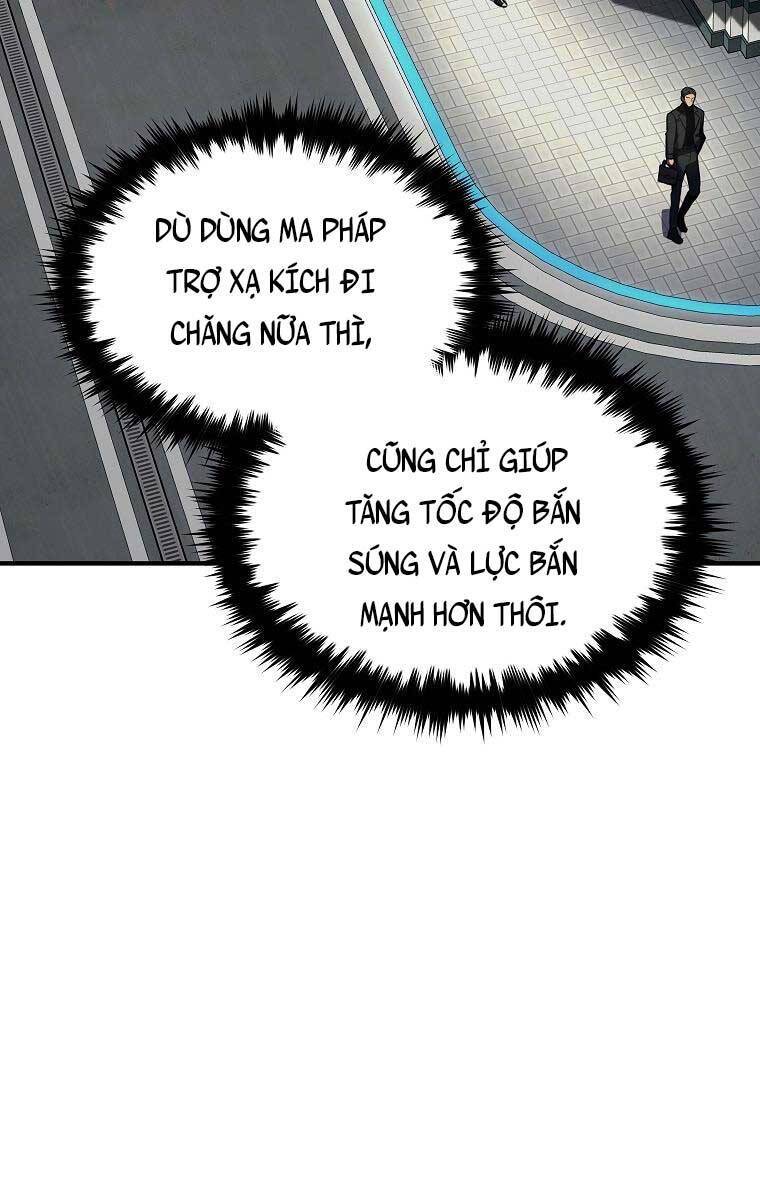 DÙ DÙNG MA PHÁP
TRỢ XẠ KÍCH ĐI
CHĂNG NỮA THÌ,
CŨNG CHỈ GIÚP
TĂNG TỐC ĐỘ BẮN
SÚNG VÀ LỰC BẮN
MẠNH HƠN THÔI.